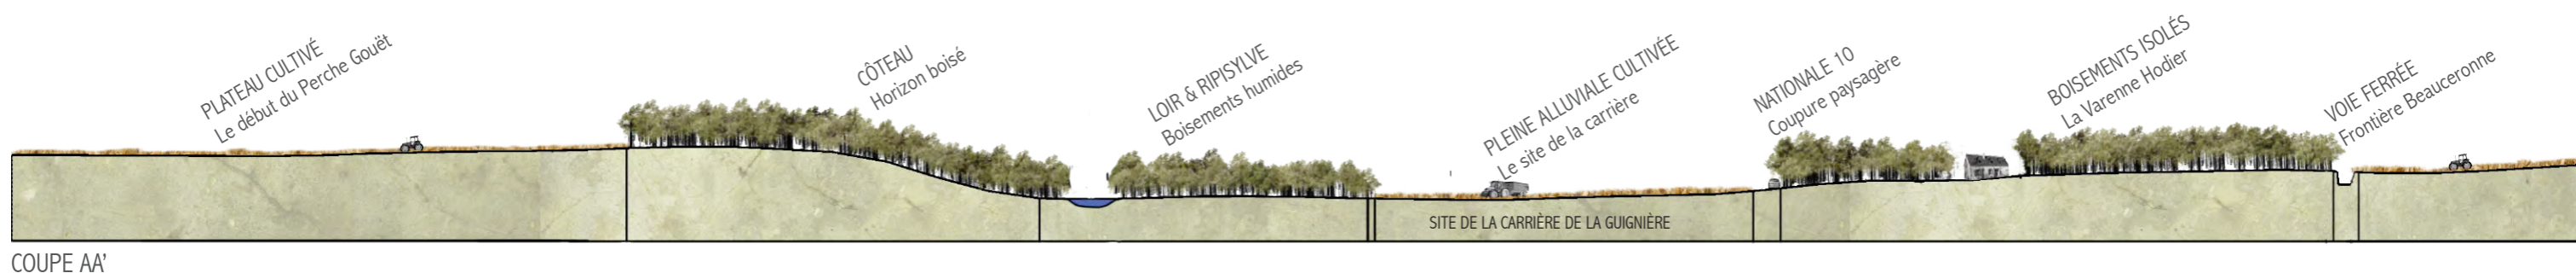 PLATEAU CULTIVÉ
Le début du Perche Gouët
CÔTEAU
Horizon boisé
LOIR & RIPISYLVE
Boisements humides
PLEINE ALLUVIALE CULTIVÉE
Le site de la carrière
NATIONALE 10
Coupure paysagère
BOISEMENTS ISOLÉS
La Varenne Hodier
VOIE FERRÉE
Frontière Beauceronne
SITE DE LA CARRIÈRE DE LA GUIGNIÈRE
COUPE AA'